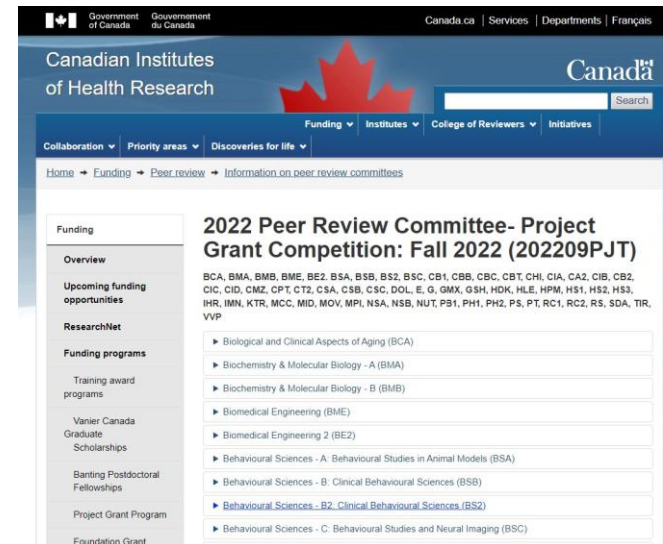 Government of Canada
Gouvernement du Canada
Canada.ca | Services | Departments | Français
Canadian Institutes
of Health Research
Canada
Search
Funding Institutes College of Reviewers Initiatives
Collaboration Priority areas Discoveries for life
Home → Funding → Peer review → Information on peer review committees
Funding
Overview
Upcoming funding
opportunities
ResearchNet
Funding programs
Training award
programs
Vanier Canada
Graduate
Scholarships
Banting Postdoctoral
Fellowships
Project Grant Program
Foundation Grant
2022 Peer Review Committee- Project
Grant Competition: Fall 2022 (202209PJT)
BCA, BMA, BMB, BME, BE2. BSA, BSB, BS2, BSC, CB1, CBB, CBC, CBT, CHI, CIA, CA2, CIB, CB2,
CIC, CID, CMZ, CPT, CT2, CSA, CSB, CSC, DOL, E, G, GMX, GSH, HDK, HLE, HPM, HS1, HS2, HS3,
IHR, IMN, KTR, MCC, MID, MOV, MPI, NSA, NSB, NUT, PB1, PH1, PH2, PS, PT, RC1, RC2, RS, SDA, TIR,
VVP
Biological and Clinical Aspects of Aging (BCA)
Biochemistry & Molecular Biology - A (BMA)
Biochemistry & Molecular Biology - B (BMB)
Biomedical Engineering (BME)
Biomedical Engineering 2 (BE2)
Behavioural Sciences - A: Behavioural Studies in Animal Models (BSA)
Behavioural Sciences - B: Clinical Behavioural Sciences (BSB)
Behavioural Sciences - B2: Clinical Behavioural Sciences (BS2)
Behavioural Sciences - C: Behavioural Studies and Neural Imaging (BSC)